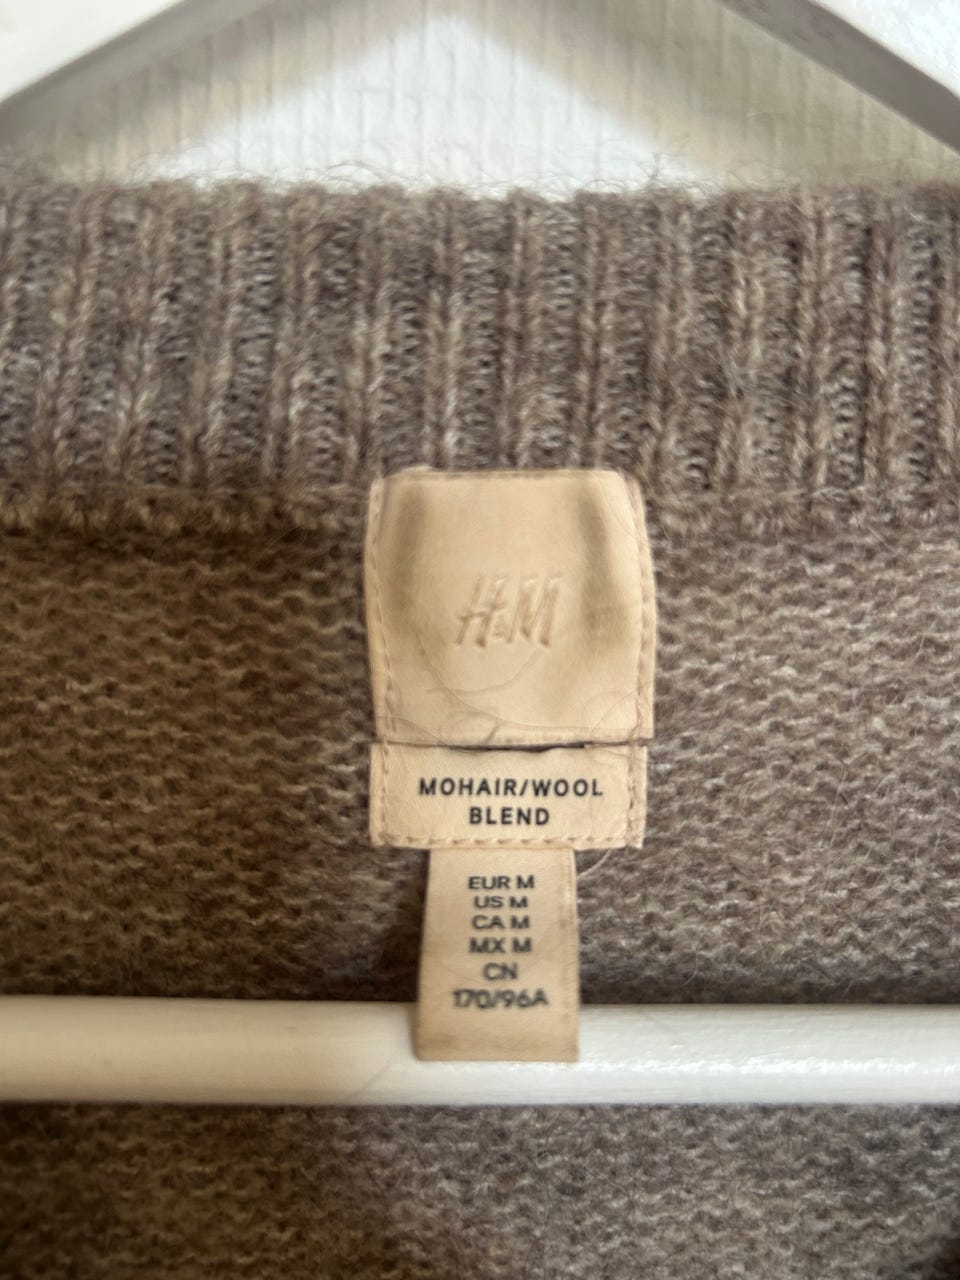 H&M
MOHAIR/WOOL
BLEND
EUR M
US M
CA M
MX M
CN
170/96A